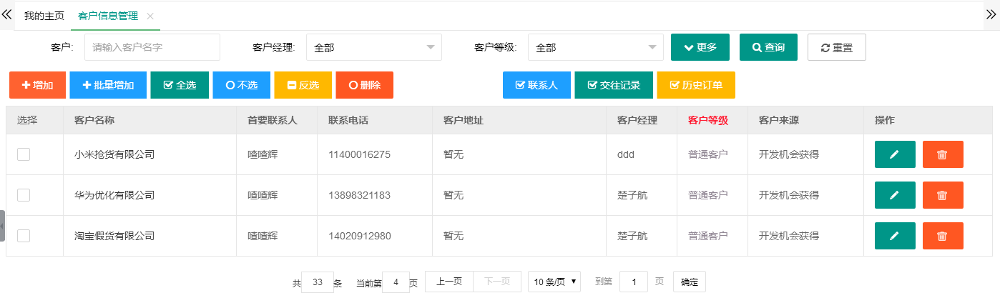 我的主页 客户信息管理
客户: 请输入客户名字 客户经理: 全部 客户等级: 全部 更多 查询 重置
增加 批量增加 全选 不选 反选 删除 联系人 交往记录 历史订单
选择 客户名称 首要联系人 联系电话 客户地址 客户经理 客户等级 客户来源 操作
小米抢货有限公司 喳喳辉 11400016275 暂无 ddd 普通客户 开发机会获得
华为优化有限公司 喳喳辉 13898321183 暂无 楚子航 普通客户 开发机会获得
淘宝假货有限公司 喳喳辉 14020912980 暂无 楚子航 普通客户 开发机会获得
共 33 条 当前第 4 页 上一页 下一页 10 条/页 到第 1 页 确定